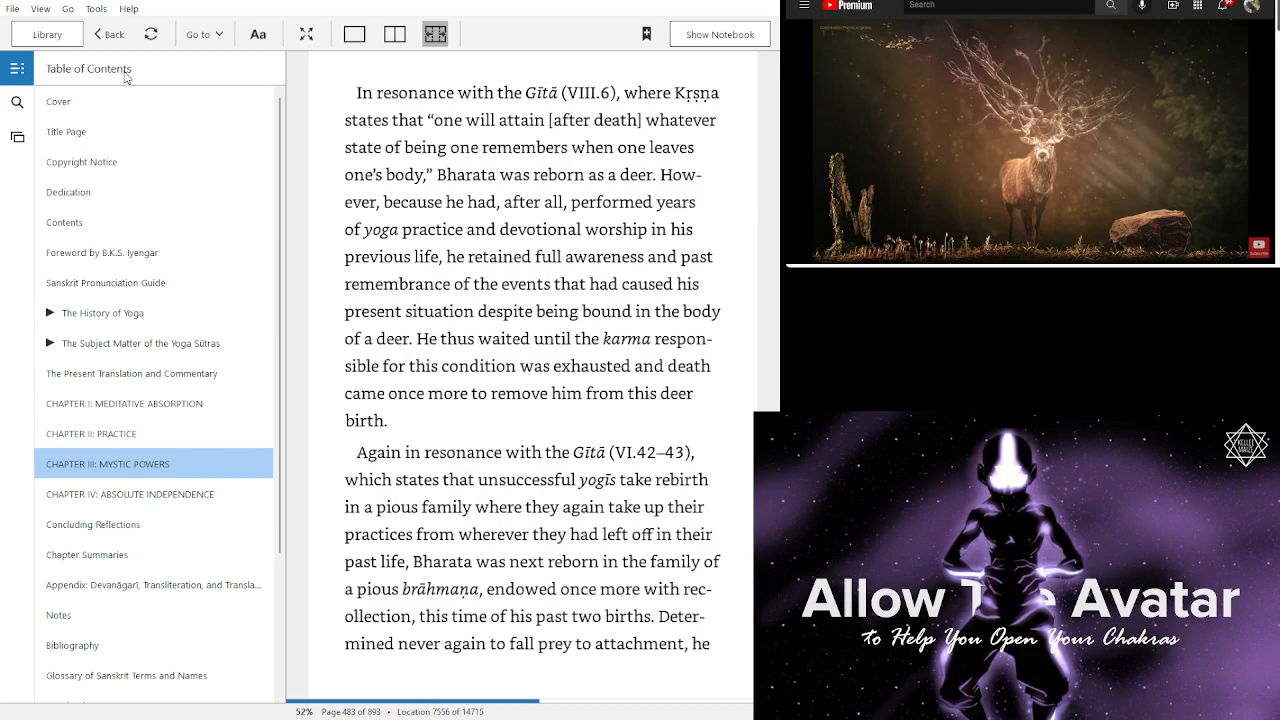 File View Go Tools Help
Library
Back
Go to
Aa
Show Notebook
Table of Contents
Cover
Title Page
Copyright Notice
Dedication
Contents
Foreword by B.K.S. Iyengar
Sanskrit Pronunciation Guide
The History of Yoga
The Subject Matter of the Yoga Sūtras
The Present Translation and Commentary
CHAPTER I: MEDITATIVE ABSORPTION
CHAPTER II: PRACTICE
CHAPTER III: MYSTIC POWERS
CHAPTER IV: ABSOLUTE INDEPENDENCE
Concluding Reflections
Chapter Summaries
Appendix: Devanāgarī, Transliteration, and Transla...
Notes
Bibliography
Glossary of Sanskrit Terms and Names
In resonance with the Gītā (VIII.6), where Kṛṣṇa
states that “one will attain [after death] whatever
state of being one remembers when one leaves
one’s body,” Bharata was reborn as a deer. How-
ever, because he had, after all, performed years
of yoga practice and devotional worship in his
previous life, he retained full awareness and past
remembrance of the events that had caused his
present situation despite being bound in the body
of a deer. He thus waited until the karma respon-
sible for this condition was exhausted and death
came once more to remove him from this deer
birth.
Again in resonance with the Gītā (VI.42–43),
which states that unsuccessful yogīs take rebirth
in a pious family where they again take up their
practices from wherever they had left off in their
past life, Bharata was next reborn in the family of
a pious brāhmaṇa, endowed once more with rec-
ollection, this time of his past two births. Deter-
mined never again to fall prey to attachment, he
52% Page 483 of 893 • Location 7556 of 14715
Premium
Search
9+
Allow The Avatar
to Help You Open Your Chakras